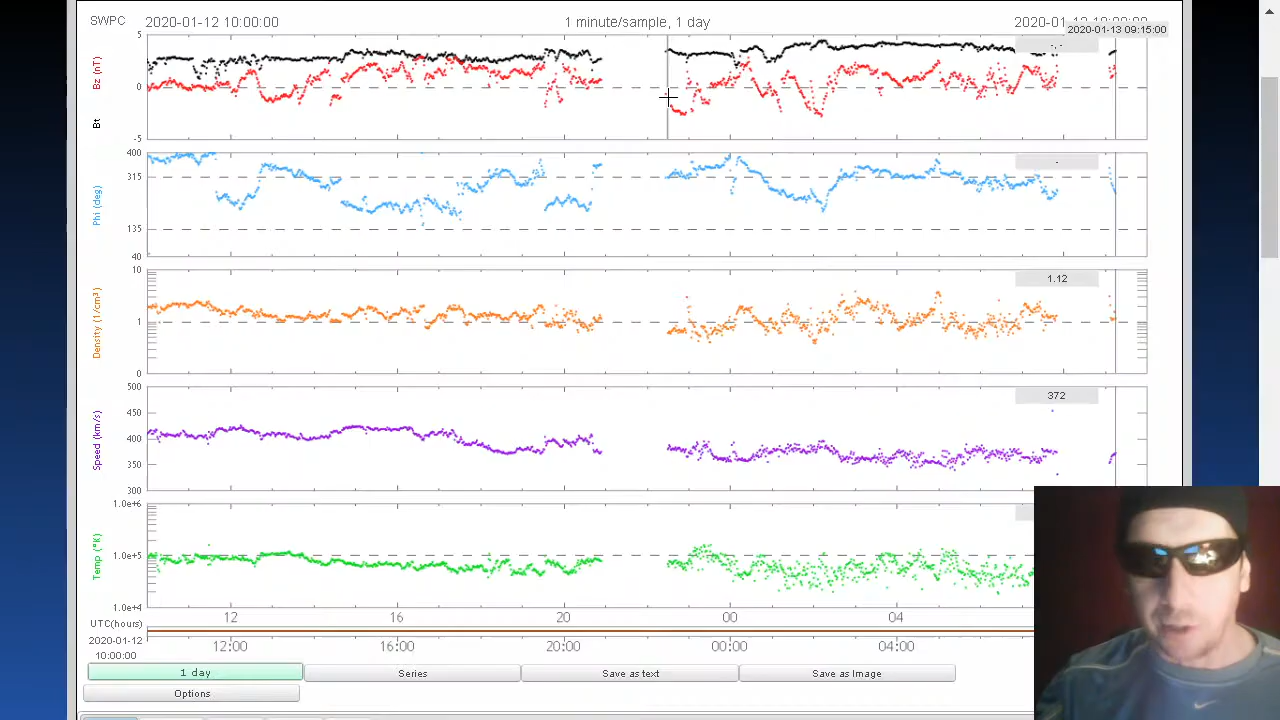 SWPC 2020-01-12 10:00:00 1 minute/sample, 1 day 2020-01-
2020-01-13 09:15:00
5
Bz (nT)
0
Bt
-5
400
315
Phi (deg)
135
40
10
1.12
Density (1/cm³)
1
0
500
372
450
Speed (km/s)
400
350
300
1.0e+6
Temp (°K)
1.0e+5
1.0e+4
UTC(hours) 12 16 20 00 04
2020-01-12
10:00:00
12:00 16:00 20:00 00:00 04:00
1 day Series Save as text Save as Image
Options